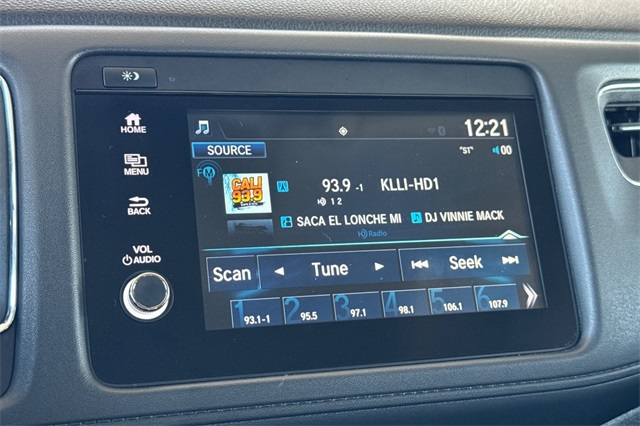 HOME
MENU
BACK
VOL
AUDIO
12:21
SOURCE
"ST" 00
FM
CALI
93.9
93.9 -1 KLLI-HD1
HD 1 2
SACA EL LONCHE MI DJ VINNIE MACK
HD Radio
Scan Tune Seek
1 93.1-1 2 95.5 3 97.1 4 98.1 5 106.1 6 107.9